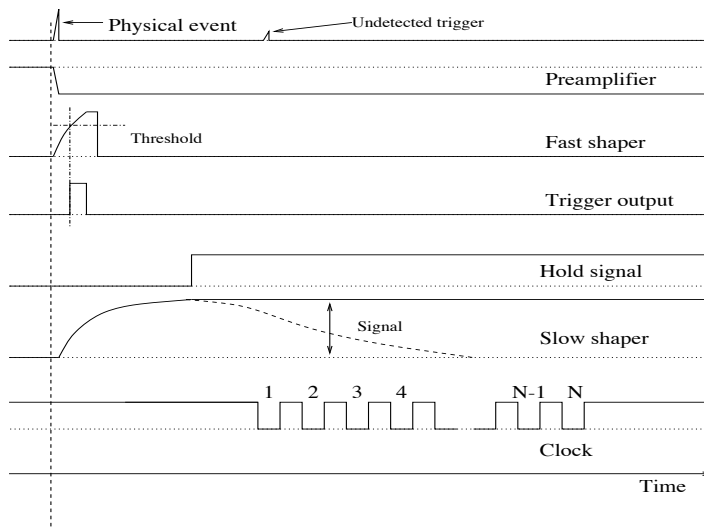 Physical event
Undetected trigger
Preamplifier
Threshold
Fast shaper
Trigger output
Hold signal
Signal
Slow shaper
1 2 3 4 N-1 N
Clock
Time